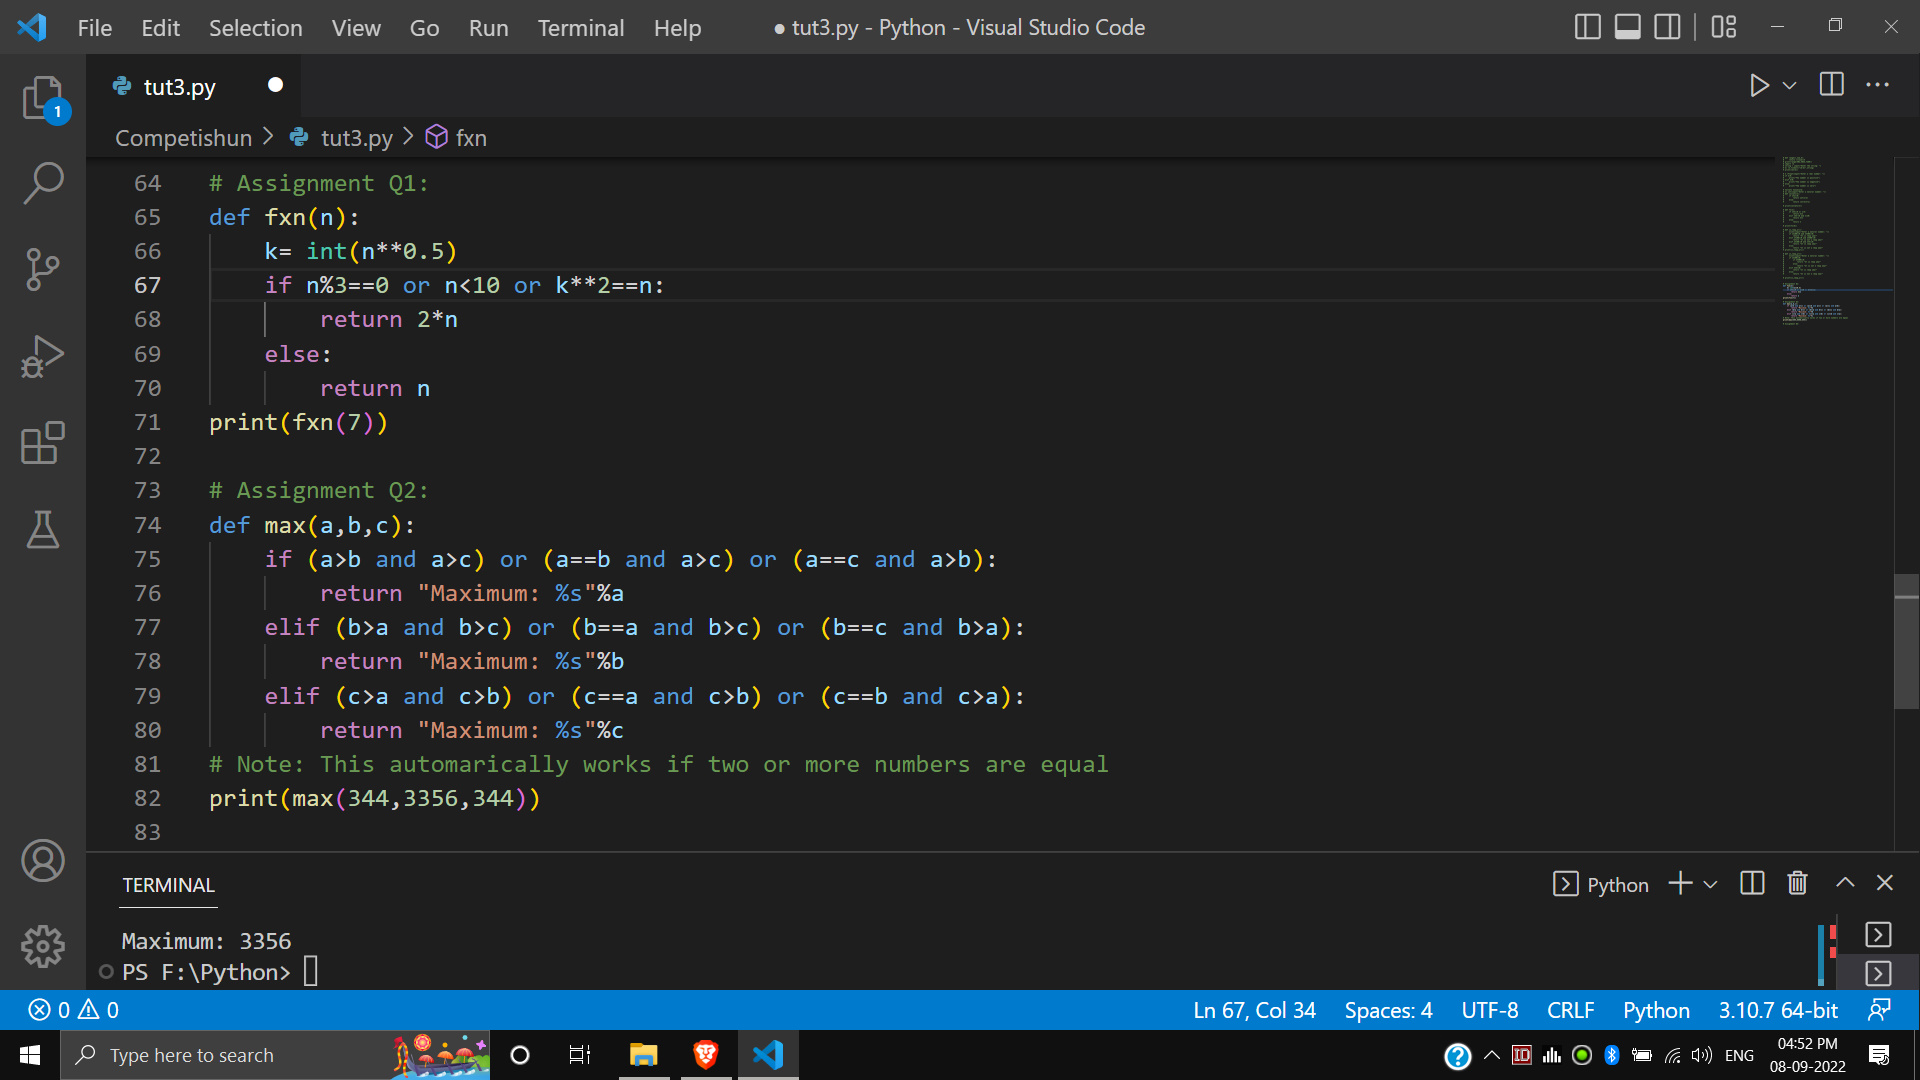 File Edit Selection View Go Run Terminal Help ● tut3.py - Python - Visual Studio Code
1
tut3.py
Competishun > tut3.py > fxn
64 # Assignment Q1:
65 def fxn(n):
66     k= int(n**0.5)
67     if n%3==0 or n<10 or k**2==n:
68         return 2*n
69     else:
70         return n
71 print(fxn(7))
72
73 # Assignment Q2:
74 def max(a,b,c):
75     if (a>b and a>c) or (a==b and a>c) or (a==c and a>b):
76         return "Maximum: %s"%a
77     elif (b>a and b>c) or (b==a and b>c) or (b==c and b>a):
78         return "Maximum: %s"%b
79     elif (c>a and c>b) or (c==a and c>b) or (c==b and c>a):
80         return "Maximum: %s"%c
81 # Note: This automarically works if two or more numbers are equal
82 print(max(344,3356,344))
83
TERMINAL
Python
Maximum: 3356
PS F:\Python>
0 0 Ln 67, Col 34 Spaces: 4 UTF-8 CRLF Python 3.10.7 64-bit
Type here to search
ENG
04:52 PM
08-09-2022